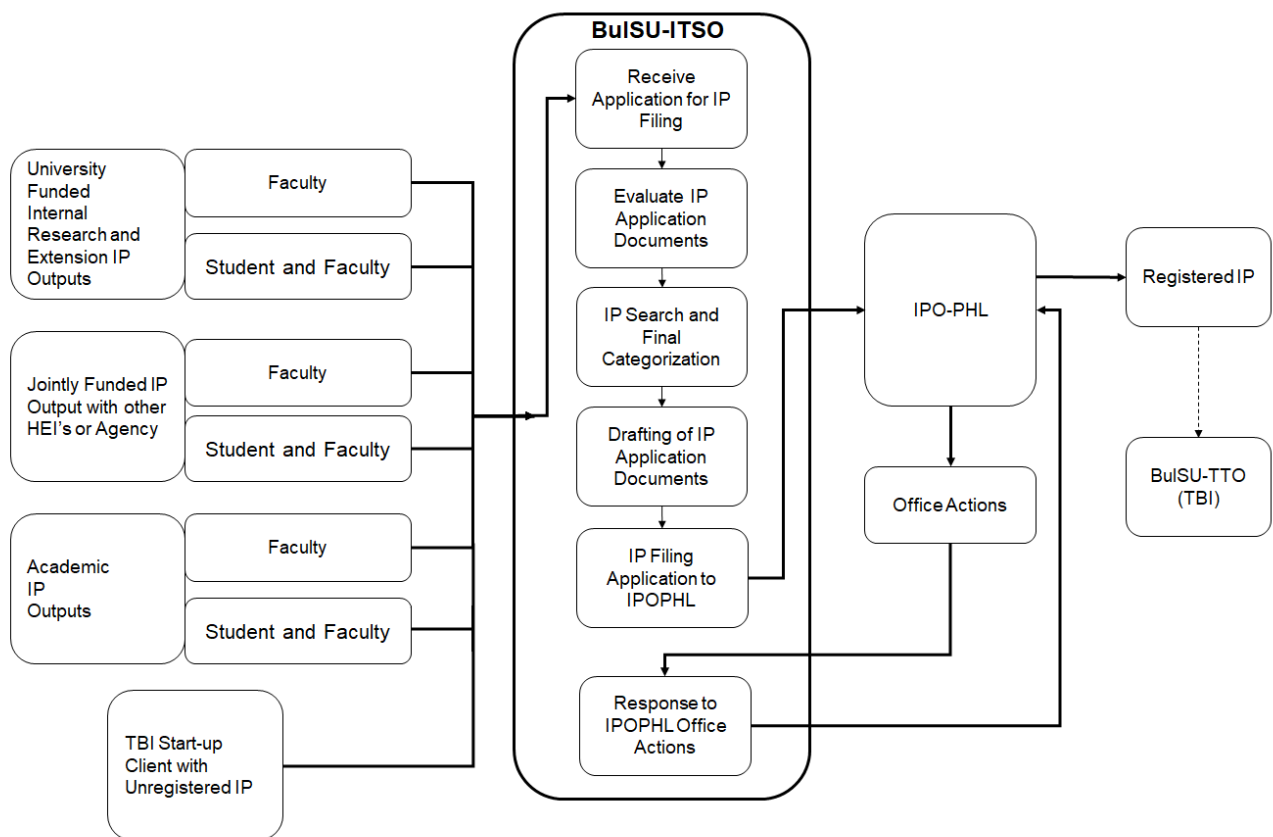 BulSU-ITSO
Receive
Application for IP
Filing
Evaluate IP
Application
Documents
IP Search and
Final
Categorization
Drafting of IP
Application
Documents
IP Filing
Application to
IPOPHL
Response to
IPOPHL Office
Actions
University
Funded
Internal
Research and
Extension IP
Outputs
Faculty
Student and Faculty
Jointly Funded IP
Output with other
HEI's or Agency
Faculty
Student and Faculty
Academic
IP
Outputs
Faculty
Student and Faculty
TBI Start-up
Client with
Unregistered IP
IPO-PHL
Office Actions
Registered IP
BulSU-TTO
(TBI)